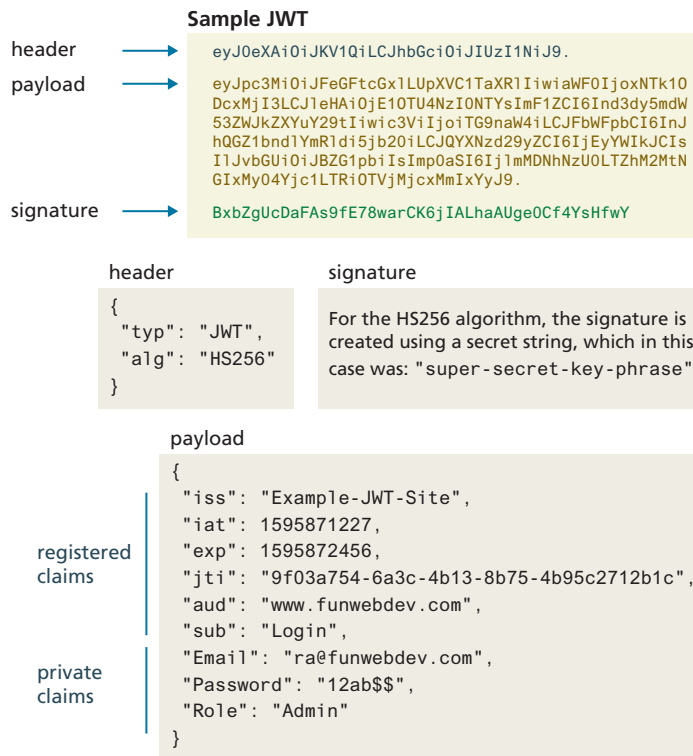 Sample JWT
header
eyJ0eXAiOiJKV1QiLCJhbGciOiJIUzI1NiJ9.
payload
eyJpc3MiOiJFeGFtcGxlLUpXVC1TaXRlIiwiaWF0IjoxNTk1O
DcxMjI3LCJleHAiOjE1OTU4NzI0NTYsImF1ZCI6Ind3dy5mdW
53ZWJkZXYuY29tIiwic3ViIjoiTG9naW4iLCJFbWFpbCI6InJ
hQGZ1bndlYmRldi5jb20iLCJQYXNzd29yZCI6IjEyYWIkJCIs
IlJvbGUiOiJBZG1pbiIsImp0aSI6IjlmMDNhNzU0LTZhM2MtN
GIxMy04Yjc1LTRiOTVjMjcxMmIxYyJ9.
signature
BxbZgUcDaFAs9fE78warCK6jIALhaAUge0Cf4YsHfwY
header
{
"typ": "JWT",
"alg": "HS256"
}
signature
For the HS256 algorithm, the signature is
created using a secret string, which in this
case was: "super-secret-key-phrase"
payload
{
"iss": "Example-JWT-Site",
"iat": 1595871227,
"exp": 1595872456,
"jti": "9f03a754-6a3c-4b13-8b75-4b95c2712b1c",
"aud": "www.funwebdev.com",
"sub": "Login",
"Email": "ra@funwebdev.com",
"Password": "12ab$$",
"Role": "Admin"
}
registered
claims
private
claims